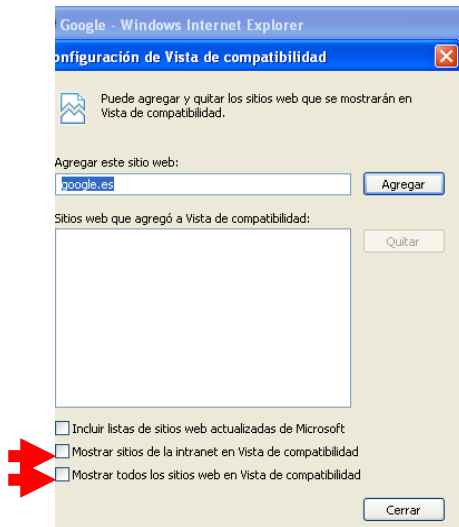 Google - Windows Internet Explorer
onfiguración de Vista de compatibilidad
Puede agregar y quitar los sitios web que se mostrarán en
Vista de compatibilidad.
Agregar este sitio web:
google.es
Agregar
Sitios web que agregó a Vista de compatibilidad:
Quitar
Incluir listas de sitios web actualizadas de Microsoft
Mostrar sitios de la intranet en Vista de compatibilidad
Mostrar todos los sitios web en Vista de compatibilidad
Cerrar